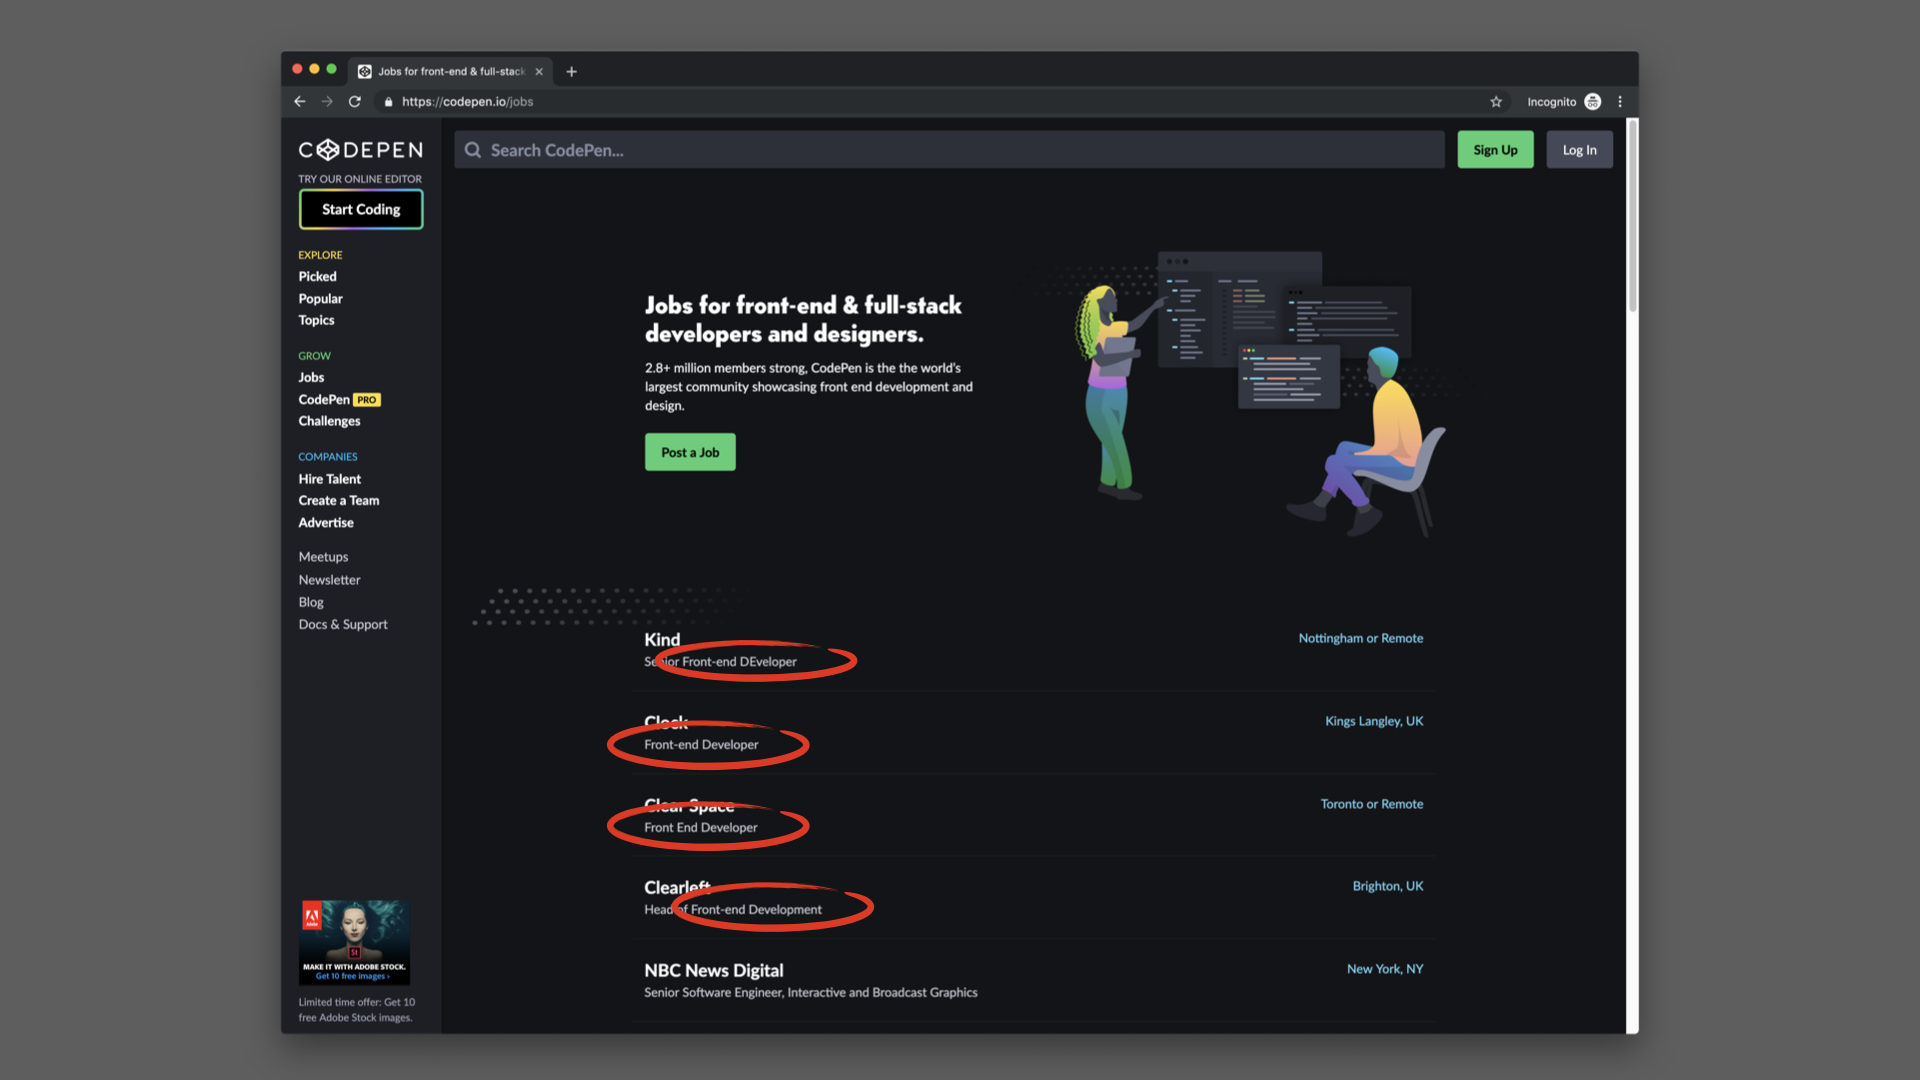 Jobs for front-end & full-stack
https://codepen.io/jobs
Incognito
CODEPEN
TRY OUR ONLINE EDITOR
Start Coding
EXPLORE
Picked
Popular
Topics
GROW
Jobs
CodePen PRO
Challenges
COMPANIES
Hire Talent
Create a Team
Advertise
Meetups
Newsletter
Blog
Docs & Support
MAKE IT WITH ADOBE STOCK.
Get 10 free images ›
St
Limited time offer: Get 10
free Adobe Stock images.
Search CodePen...
Sign Up
Log In
Jobs for front-end & full-stack
developers and designers.
2.8+ million members strong, CodePen is the the world's
largest community showcasing front end development and
design.
Post a Job
Kind
Senior Front-end DEveloper
Nottingham or Remote
Clock
Front-end Developer
Kings Langley, UK
Clear Space
Front End Developer
Toronto or Remote
Clearleft
Head of Front-end Development
Brighton, UK
NBC News Digital
Senior Software Engineer, Interactive and Broadcast Graphics
New York, NY